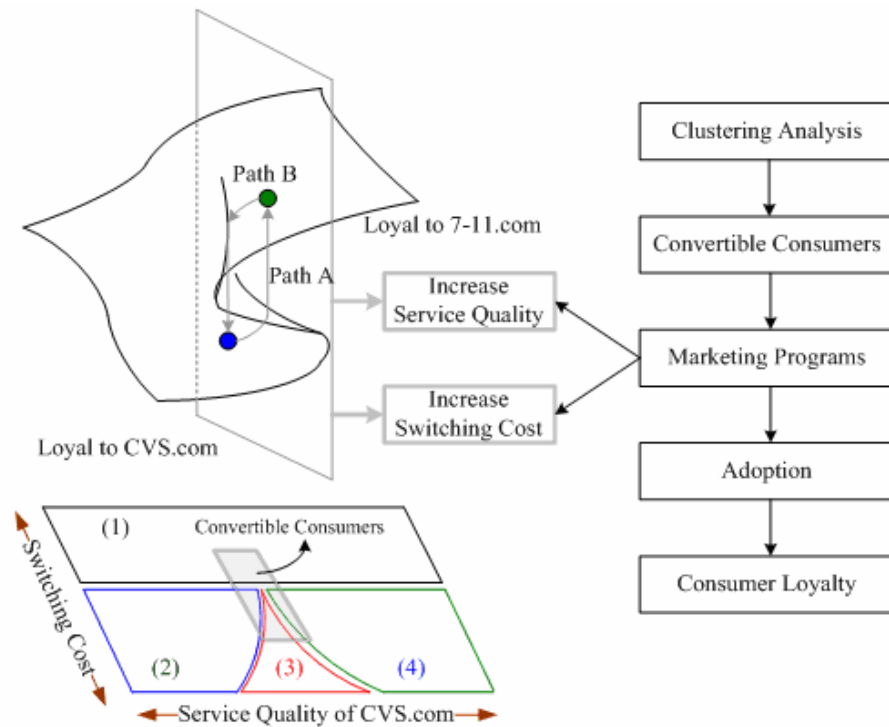 Path B
Loyal to 7-11.com
Path A
Loyal to CVS.com
Increase
Service Quality
Increase
Switching Cost
Clustering Analysis
Convertible Consumers
Marketing Programs
Adoption
Consumer Loyalty
(1)
Convertible Consumers
Switching Cost
(2)
(3)
(4)
Service Quality of CVS.com